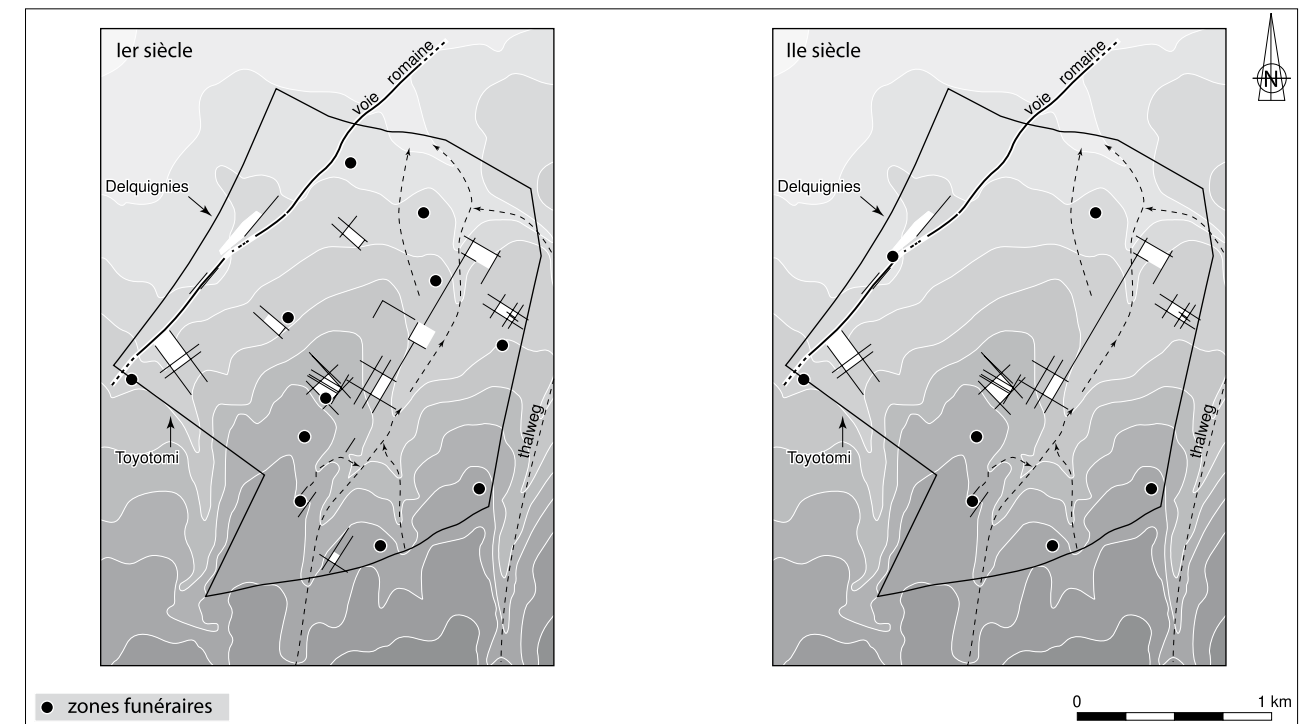 Ier siècle
voie romaine
Delquignies
thalweg
Toyotomi
IIe siècle
voie romaine
Delquignies
thalweg
Toyotomi
N
zones funéraires
0 1 km